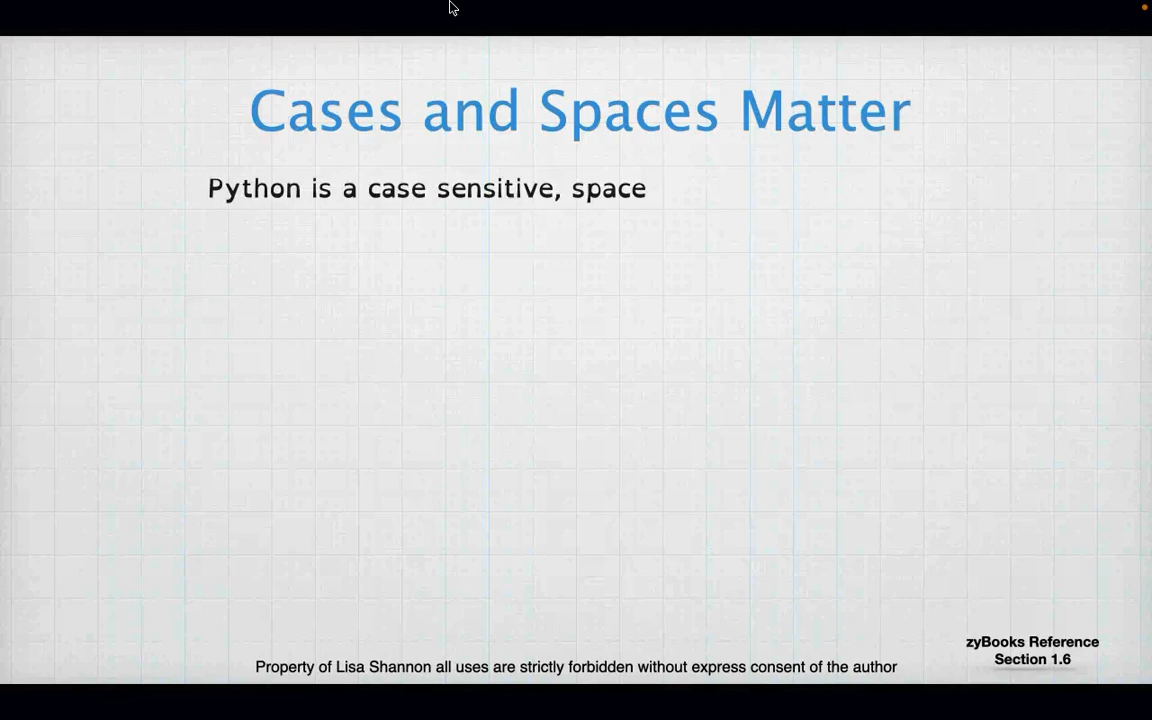 Cases and Spaces Matter
Python is a case sensitive, space
zyBooks Reference
Section 1.6
Property of Lisa Shannon all uses are strictly forbidden without express consent of the author